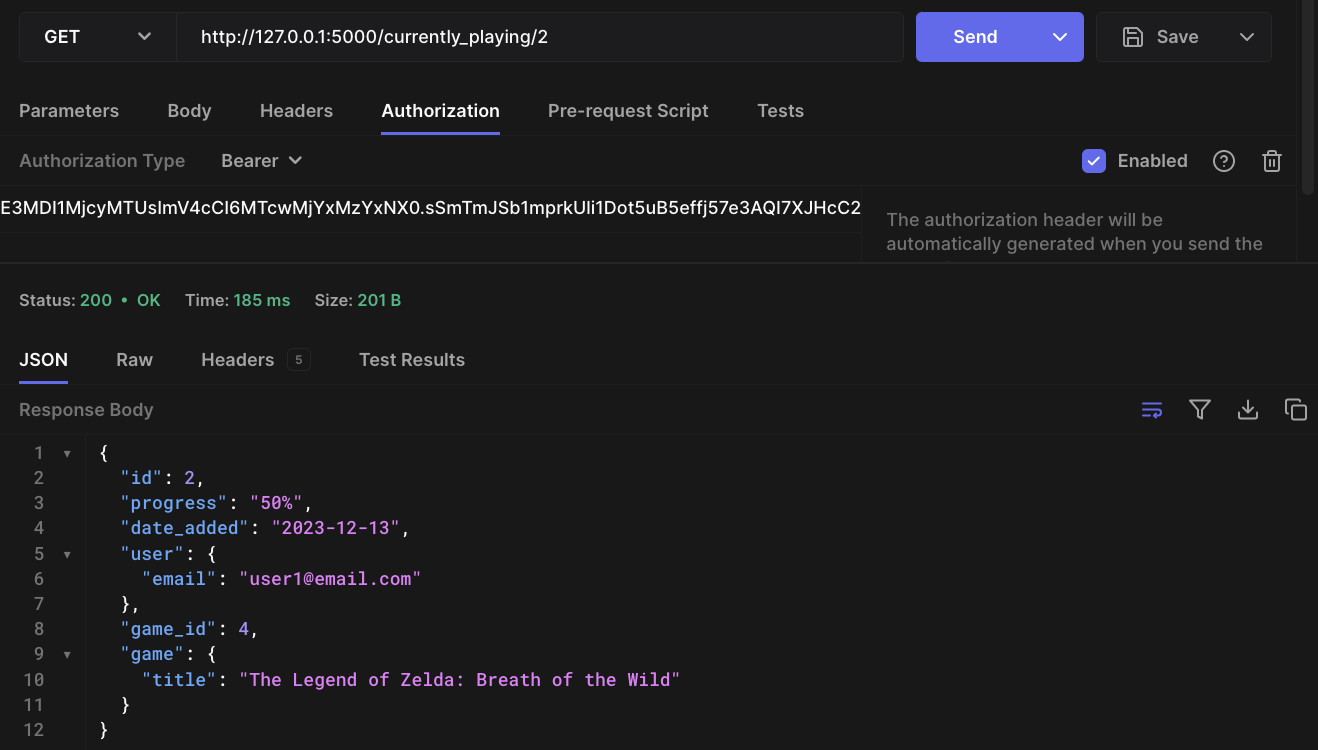 GET http://127.0.0.1:5000/currently_playing/2 Send Save
Parameters Body Headers Authorization Pre-request Script Tests
Authorization Type Bearer Enabled
E3MDI1MjcyMTUsImV4cCI6MTcwMjYxMzYxNX0.sSmTmJSb1mprkUli1Dot5uB5effj57e3AQI7XJHcC2
The authorization header will be
automatically generated when you send the
Status: 200 • OK Time: 185 ms Size: 201 B
JSON Raw Headers 5 Test Results
Response Body
1 {
2 "id": 2,
3 "progress": "50%",
4 "date_added": "2023-12-13",
5 "user": {
6 "email": "user1@email.com"
7 },
8 "game_id": 4,
9 "game": {
10 "title": "The Legend of Zelda: Breath of the Wild"
11 }
12 }